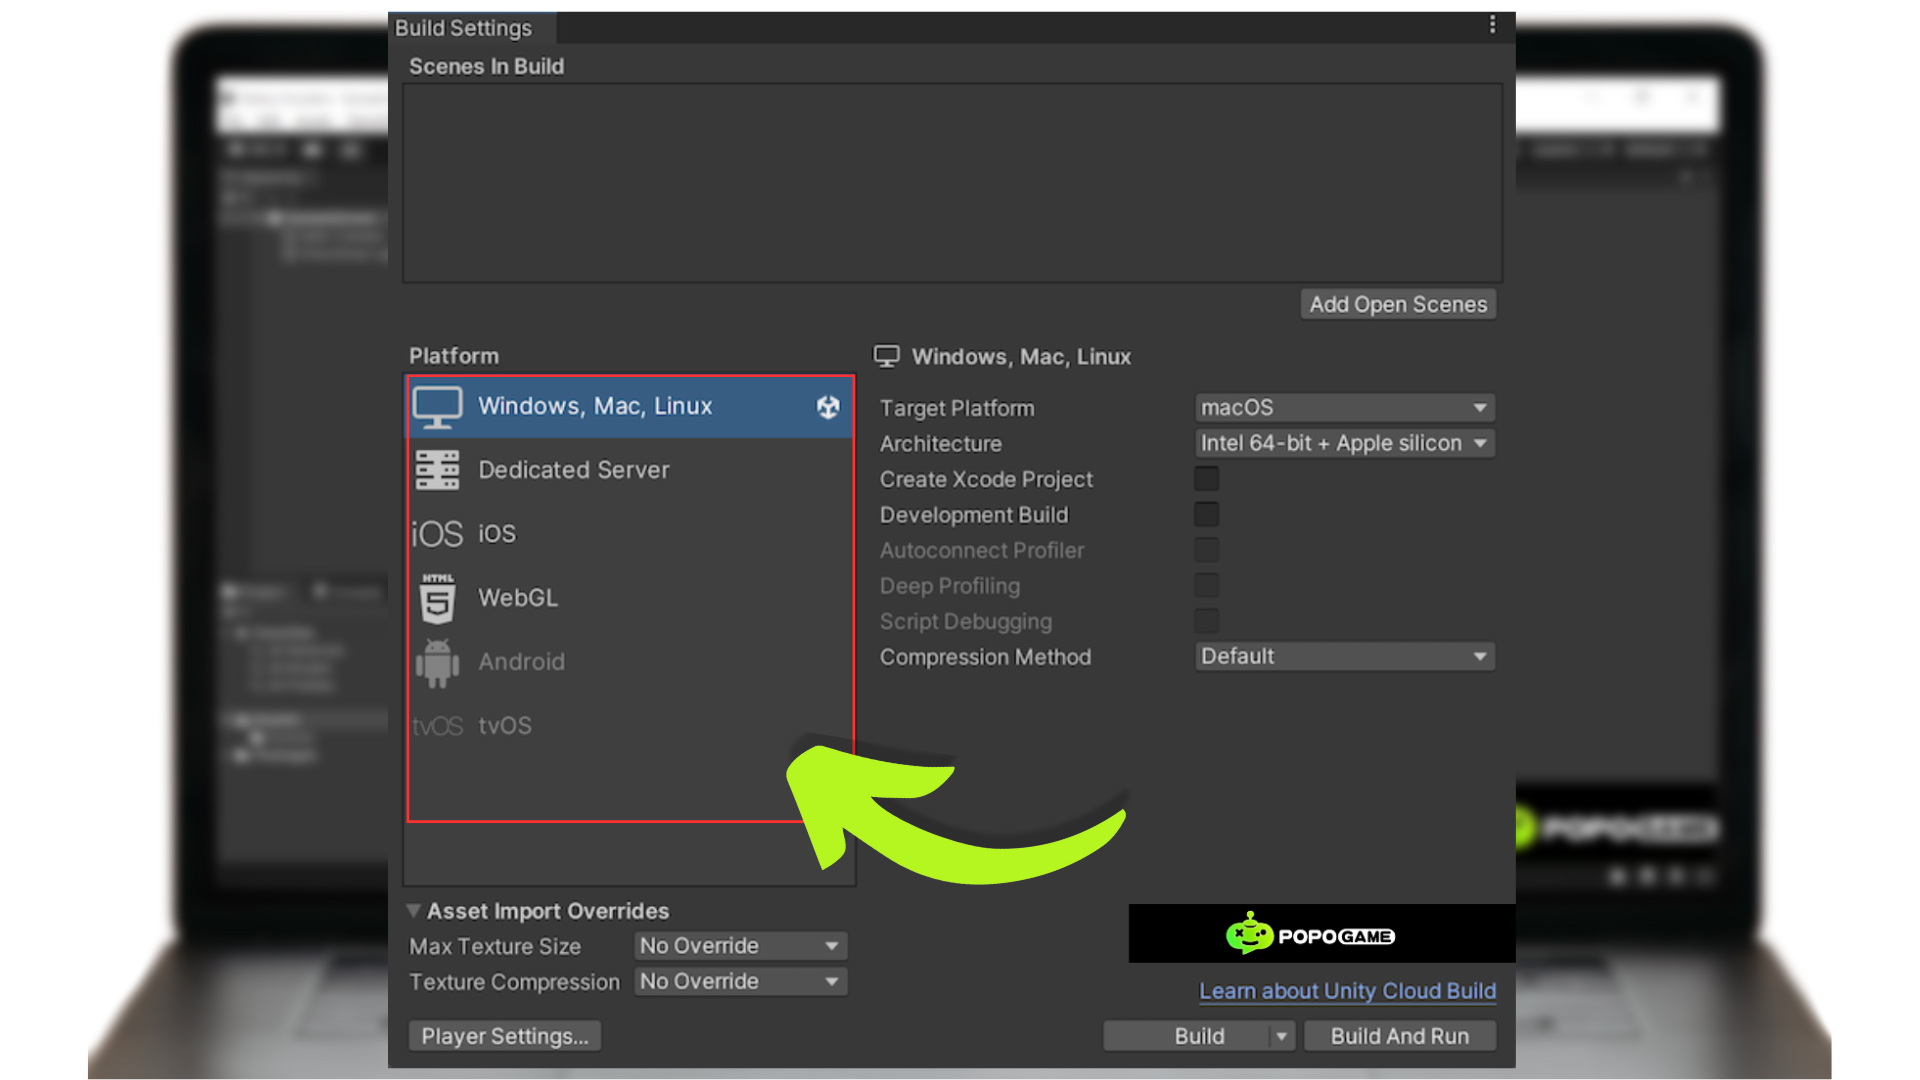 Build Settings
Scenes In Build
Add Open Scenes
Platform
Windows, Mac, Linux
Dedicated Server
iOS iOS
HTML
5 WebGL
Android
tvOS tvOS
Windows, Mac, Linux
Target Platform macOS
Architecture Intel 64-bit + Apple silicon
Create Xcode Project
Development Build
Autoconnect Profiler
Deep Profiling
Script Debugging
Compression Method Default
Asset Import Overrides
Max Texture Size No Override
Texture Compression No Override
POPOGAME
POPOGAME
Learn about Unity Cloud Build
Player Settings...
Build
Build And Run